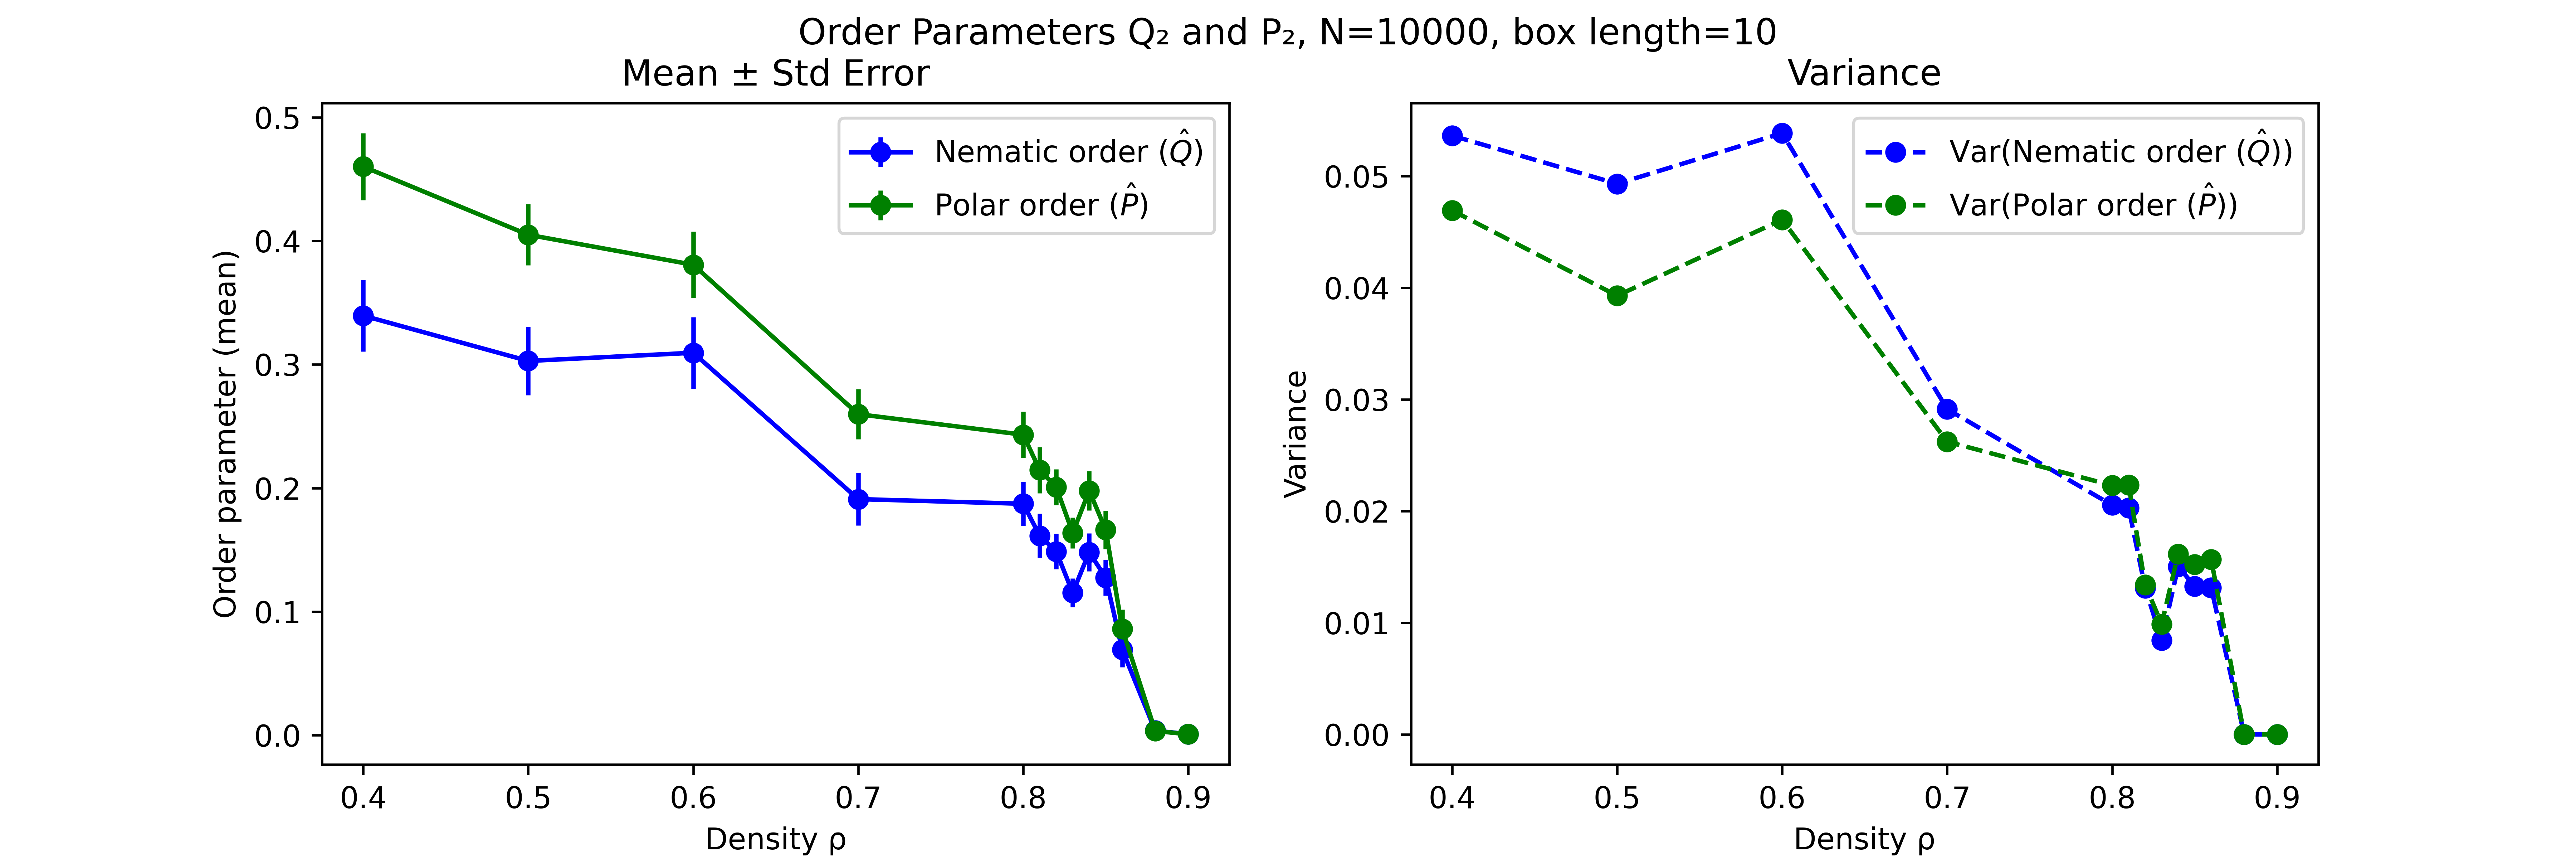 Order Parameters Q₂ and P₂, N=10000, box length=10
Mean ± Std Error
Order parameter (mean)
0.5
0.4
0.3
0.2
0.1
0.0
Nematic order (Q̂)
Polar order (P̂)
0.4 0.5 0.6 0.7 0.8 0.9
Density ρ
Variance
Variance
0.05
0.04
0.03
0.02
0.01
0.00
Var(Nematic order (Q̂))
Var(Polar order (P̂))
0.4 0.5 0.6 0.7 0.8 0.9
Density ρ